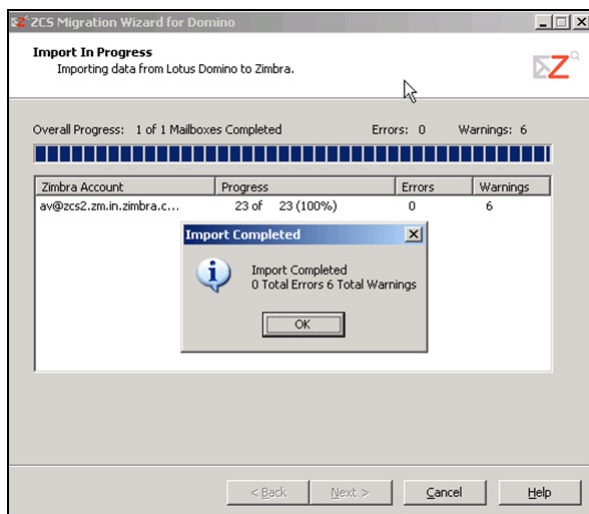 ZCS Migration Wizard for Domino
Import In Progress
Importing data from Lotus Domino to Zimbra.
Overall Progress: 1 of 1 Mailboxes Completed Errors: 0 Warnings: 6
Zimbra Account Progress Errors Warnings
av@zcs2.zm.in.zimbra.c... 23 of 23 (100%) 0 6
Import Completed
Import Completed
0 Total Errors 6 Total Warnings
OK
< Back Next > Cancel Help